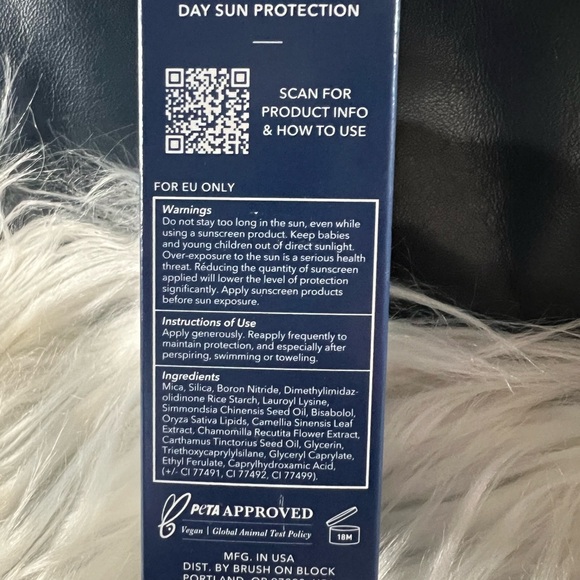 DAY SUN PROTECTION
SCAN FOR
PRODUCT INFO
& HOW TO USE
FOR EU ONLY
Warnings
Do not stay too long in the sun, even while
using a sunscreen product. Keep babies
and young children out of direct sunlight.
Over-exposure to the sun is a serious health
threat. Réducing the quantity of sunscreen
applied will lower the level of protection
significantly. Apply sunscreen products
before sun exposure.
Instructions of Use
Apply generously. Reapply frequently to
maintain protection, and especially after
perspiring, swimming or toweling.
Ingredients
Mica, Silica, Boron Nitride, Dimethylimidaz-
olidinone Rice Starch, Lauroyl Lysine,
Simmondsia Chinensis Seed Oil, Bisabolol,
Oryza Sativa Lipids, Camellia Sinensis Leaf
Extract, Chamomilla Recutita Flower Extract,
Carthamus Tinctorius Seed Oil, Glycerin,
Triethoxycaprylylsilane, Glyceryl Caprylate,
Ethyl Ferulate, Caprylhydroxamic Acid,
(+/- CI 77491, CI 77492, CI 77499).
PeTA APPROVED
Vegan | Global Animal Test Policy
18M
MFG. IN USA
DIST. BY BRUSH ON BLOCK
PORTLAND, OR